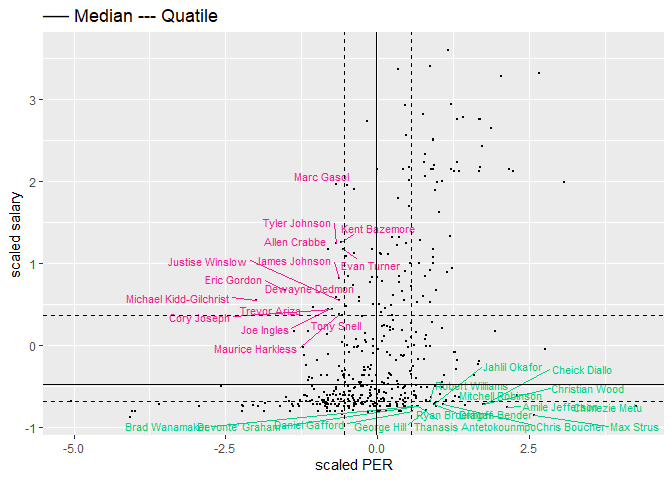 — Median --- Quatile
scaled salary
3
2
1
0
-1
Marc Gasol
Tyler Johnson
Kent Bazemore
Allen Crabbe
Justise Winslow
James Johnson
Evan Turner
Eric Gordon
Dewayne Dedmon
Michael Kidd-Gilchrist
Trevor Ariza
Cory Joseph
Joe Ingles
Tony Snell
Maurice Harkless
Jahlil Okafor
Cheick Diallo
Robert Williams
Christian Wood
Mitchell Robinson
Amile Jefferson
Chimezie Metu
Ryan Broekhoff
Bender
Brad Wanamaker
Devonte Graham
Daniel Gafford
George Hill
Thanasis Antetokounmpo
Chris Boucher
Max Strus
-5.0
-2.5
0.0
2.5
scaled PER